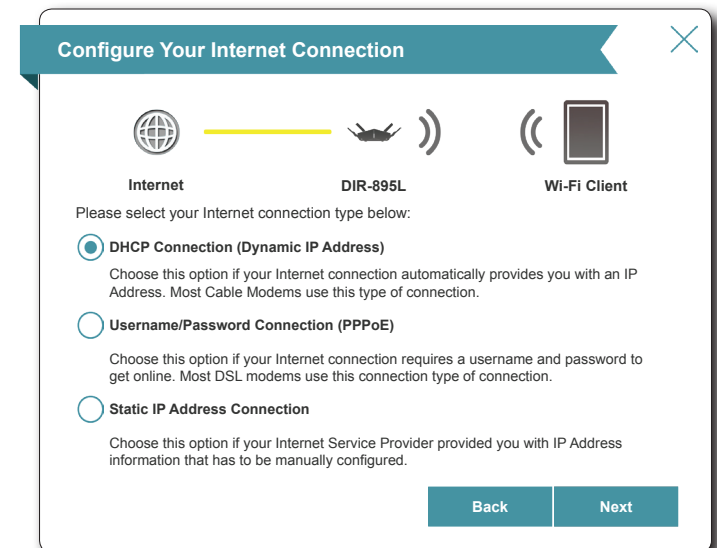 Configure Your Internet Connection
Internet
DIR-895L
Wi-Fi Client
Please select your Internet connection type below:
DHCP Connection (Dynamic IP Address)
Choose this option if your Internet connection automatically provides you with an IP
Address. Most Cable Modems use this type of connection.
Username/Password Connection (PPPoE)
Choose this option if your Internet connection requires a username and password to
get online. Most DSL modems use this connection type of connection.
Static IP Address Connection
Choose this option if your Internet Service Provider provided you with IP Address
information that has to be manually configured.
Back
Next